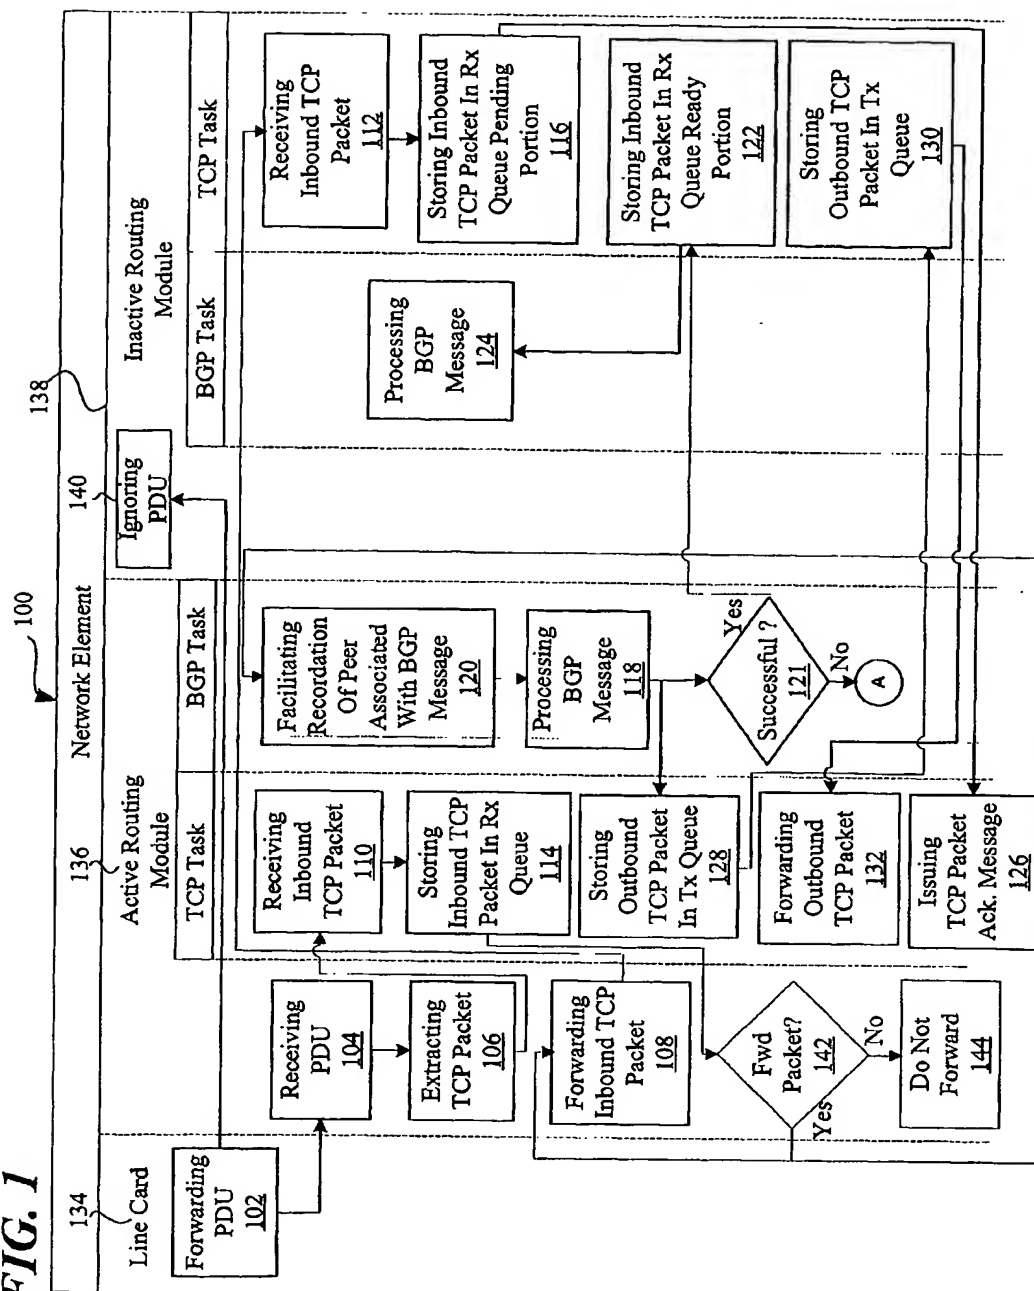 FIG. 1
100
134
136
140
138
Network Element
Line Card
Active Routing
Module
Inactive Routing
Module
TCP Task
BGP Task
BGP Task
TCP Task
Forwarding
PDU
102
Ignoring
PDU
Receiving
PDU
104
Extracting
TCP Packet
106
Forwarding
Inbound TCP
Packet
108
Fwd
Packet?
142
Yes
No
Do Not
Forward
144
Receiving
Inbound
TCP Packet
110
Storing
Inbound TCP
Packet In Rx
Queue
114
Storing
Outbound
TCP Packet
In Tx Queue
128
Forwarding
Outbound
TCP Packet
132
Issuing
TCP Packet
Ack. Message
126
Facilitating
Recordation
Of Peer
Associated
With BGP
Message
120
Processing
BGP
Message
118
Successful ?
121
Yes
No
A
Processing
BGP
Message
124
Receiving
Inbound TCP
Packet
112
Storing Inbound
TCP Packet In Rx
Queue Pending
Portion
116
Storing Inbound
TCP Packet In Rx
Queue Ready
Portion
122
Storing
Outbound TCP
Packet In Tx
Queue
130